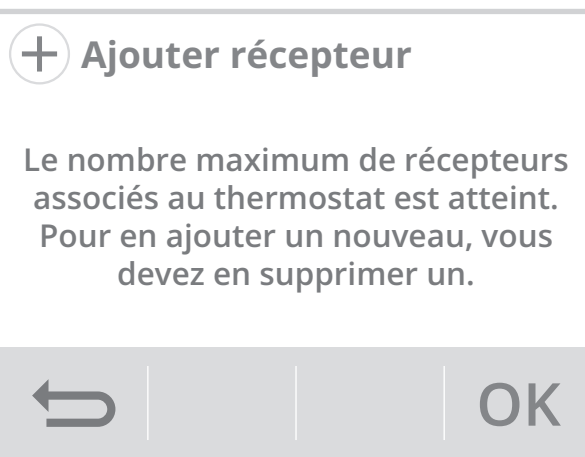 Ajouter récepteur
Le nombre maximum de récepteurs
associés au thermostat est atteint.
Pour en ajouter un nouveau, vous
devez en supprimer un.
OK